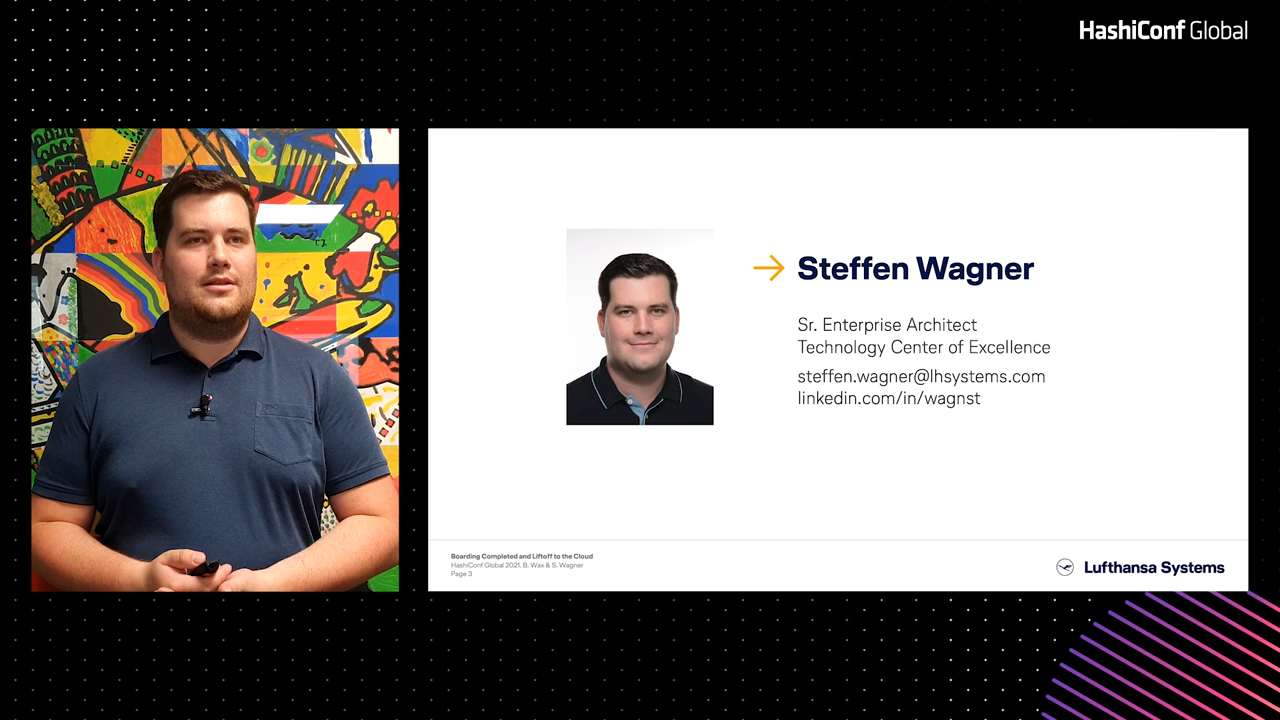 HashiConf Global
Steffen Wagner
Sr. Enterprise Architect
Technology Center of Excellence
steffen.wagner@lhsystems.com
linkedin.com/in/wagnst
Boarding Completed and Liftoff to the Cloud
HashiConf Global 2021. B. Wax & S. Wagner
Page 3
Lufthansa Systems